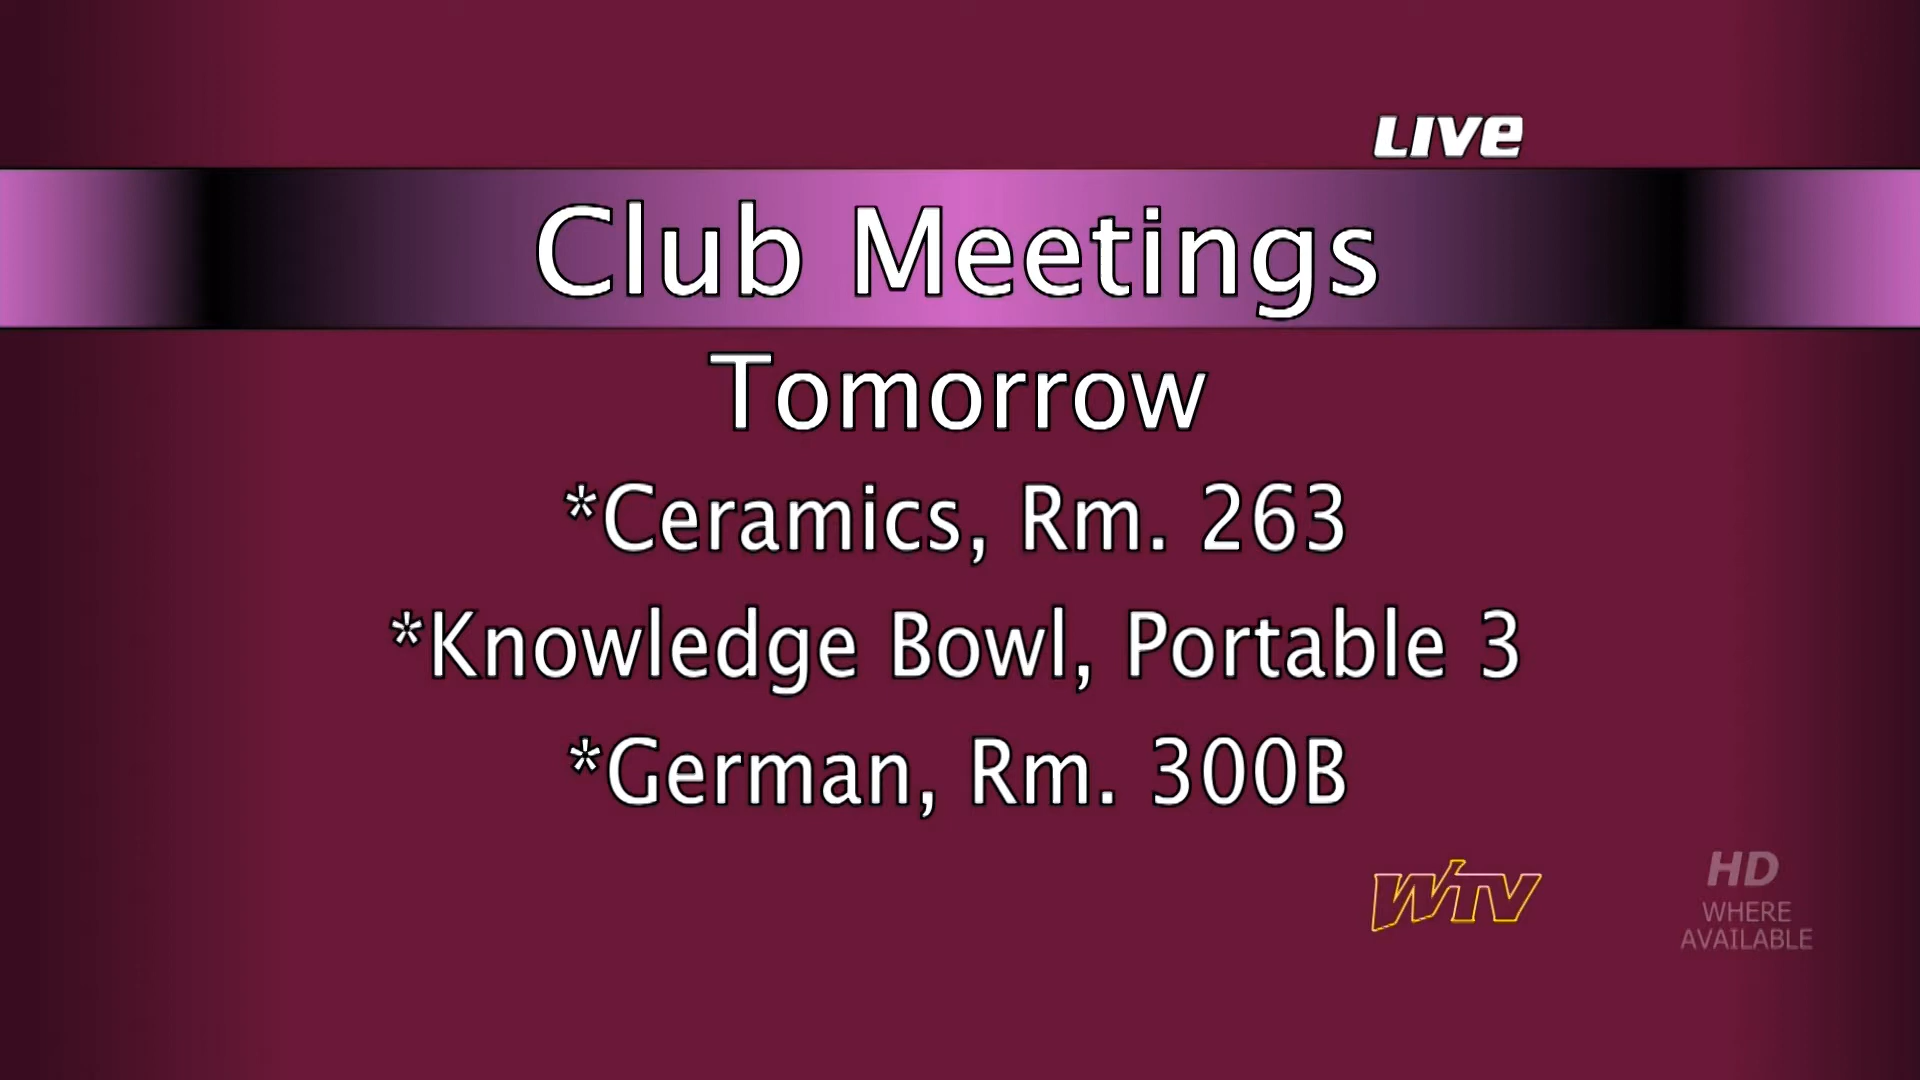 LIVE
Club Meetings
Tomorrow
*Ceramics, Rm. 263
*Knowledge Bowl, Portable 3
*German, Rm. 300B
WTV
HD
WHERE
AVAILABLE